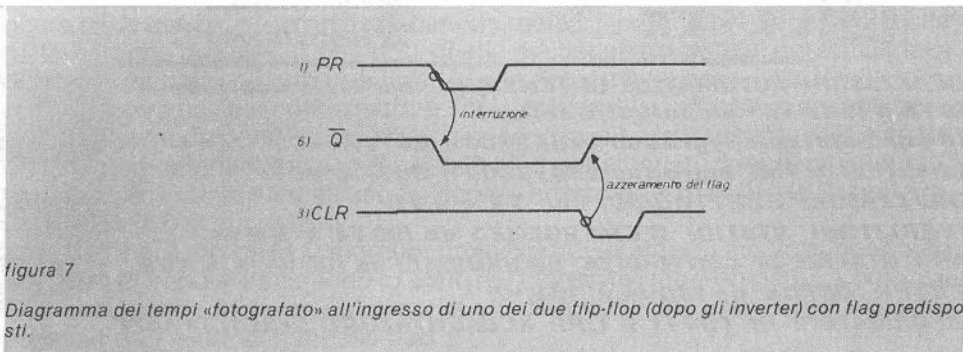 1) PR
interruzione
6) Q
azzeramento del flag
3) CLR
figura 7
Diagramma dei tempi «fotografato» all'ingresso di uno dei due flip-flop (dopo gli inverter) con flag predispo
sti.